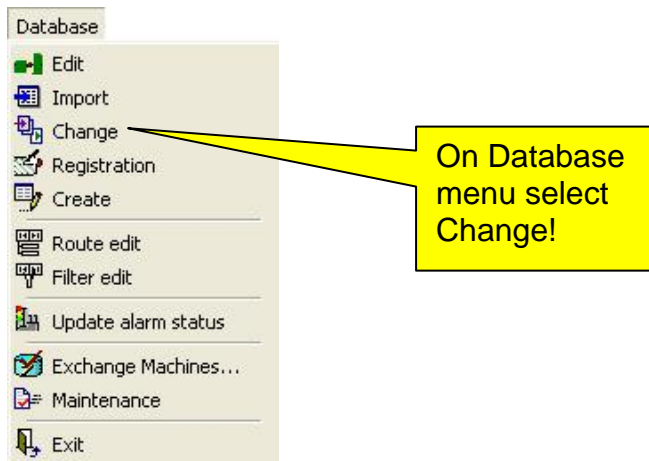 Database
Edit
Import
Change
Registration
Create
Route edit
Filter edit
Update alarm status
Exchange Machines...
Maintenance
Exit
On Database
menu select
Change!